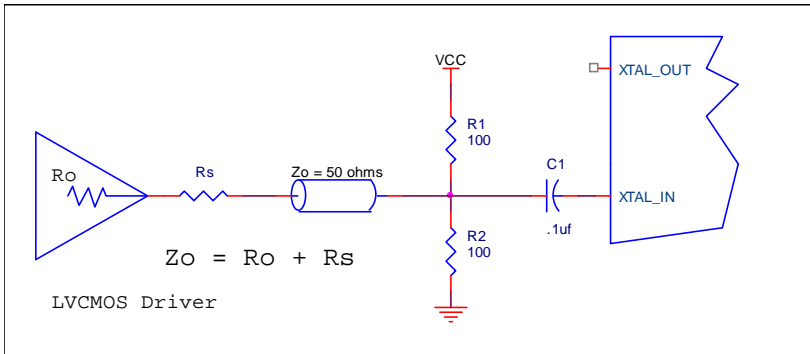 VCC
XTAL_OUT
R1
100
C1
Ro
Rs
Zo = 50 ohms
XTAL_IN
.1uf
R2
100
Zo = Ro + Rs
LVCMOS Driver